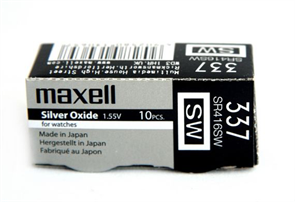 337
SR416SW
SW
maxell
Silver Oxide 1.55V 10PCS.
for watches
Made in Japan
Hergestellt in Japan
Fabriqué au Japon
337
SR416SW
SW